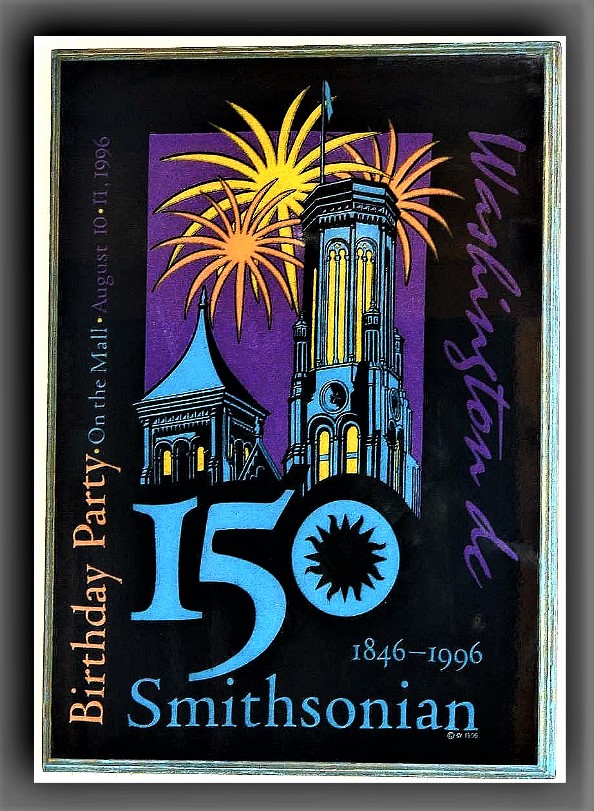 Birthday Party • On the Mall • August 10•11, 1996
Washington dc
150
1846–1996
Smithsonian